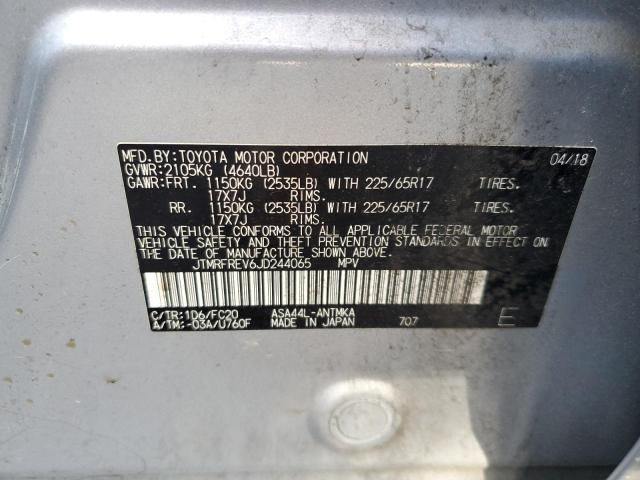 MFD.BY:TOYOTA MOTOR CORPORATION 04/18
GVWR:2105KG (4640LB)
GAWR:FRT. 1150KG (2535LB) WITH 225/65R17 TIRES.
17X7J RIMS.
RR. 1150KG (2535LB) WITH 225/65R17 TIRES.
17X7J RIMS.
THIS VEHICLE CONFORMS TO ALL APPLICABLE FEDERAL MOTOR
VEHICLE SAFETY AND THEFT PREVENTION STANDARDS IN EFFECT ON
THE DATE OF MANUFACTURE SHOWN ABOVE.
JTMRFREV6JD244065 MPV
C/TR:1D6/FC20 ASA44L-ANTMKA
A/TM:-03A/U760F MADE IN JAPAN 707 E